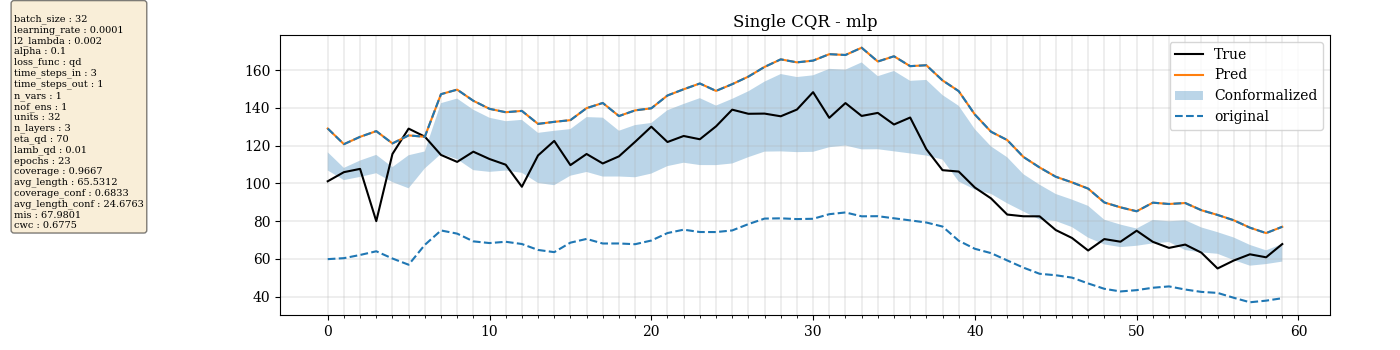 batch_size : 32
learning_rate : 0.0001
l2_lambda : 0.002
alpha : 0.1
loss_func : qd
time_steps_in : 3
time_steps_out : 1
n_vars : 1
nof_ens : 1
units : 32
n_layers : 3
eta_qd : 70
lamb_qd : 0.01
epochs : 23
coverage : 0.9667
avg_length : 65.5312
coverage_conf : 0.6833
avg_length_conf : 24.6763
mis : 67.9801
cwc : 0.6775
Single CQR - mlp
True
Pred
Conformalized
original
160
140
120
100
80
60
40
0 10 20 30 40 50 60